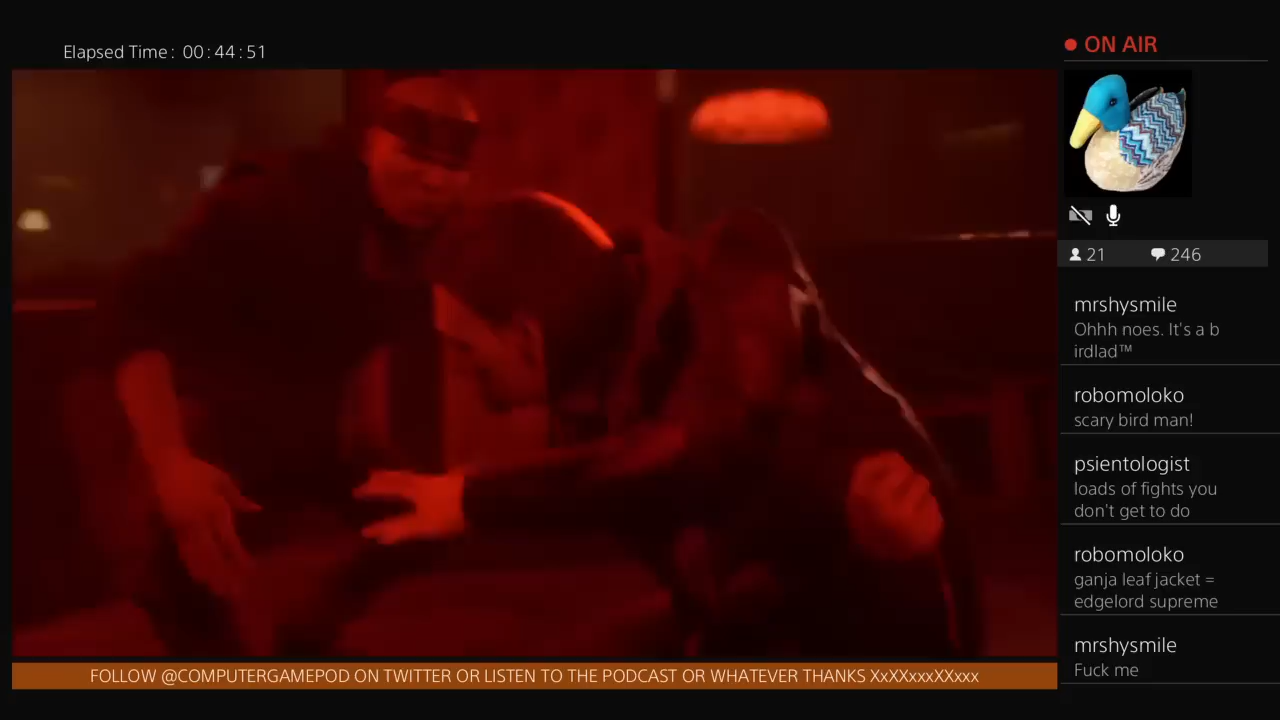 Elapsed Time: 00:44:51
ON AIR
21
246
mrshysmile
Ohhh noes. It's a b
irdlad™
robomoloko
scary bird man!
psientologist
loads of fights you
don't get to do
robomoloko
ganja leaf jacket =
edgelord supreme
mrshysmile
Fuck me
FOLLOW @COMPUTERGAMEPOD ON TWITTER OR LISTEN TO THE PODCAST OR WHATEVER THANKS XxXXxxxXXxxx